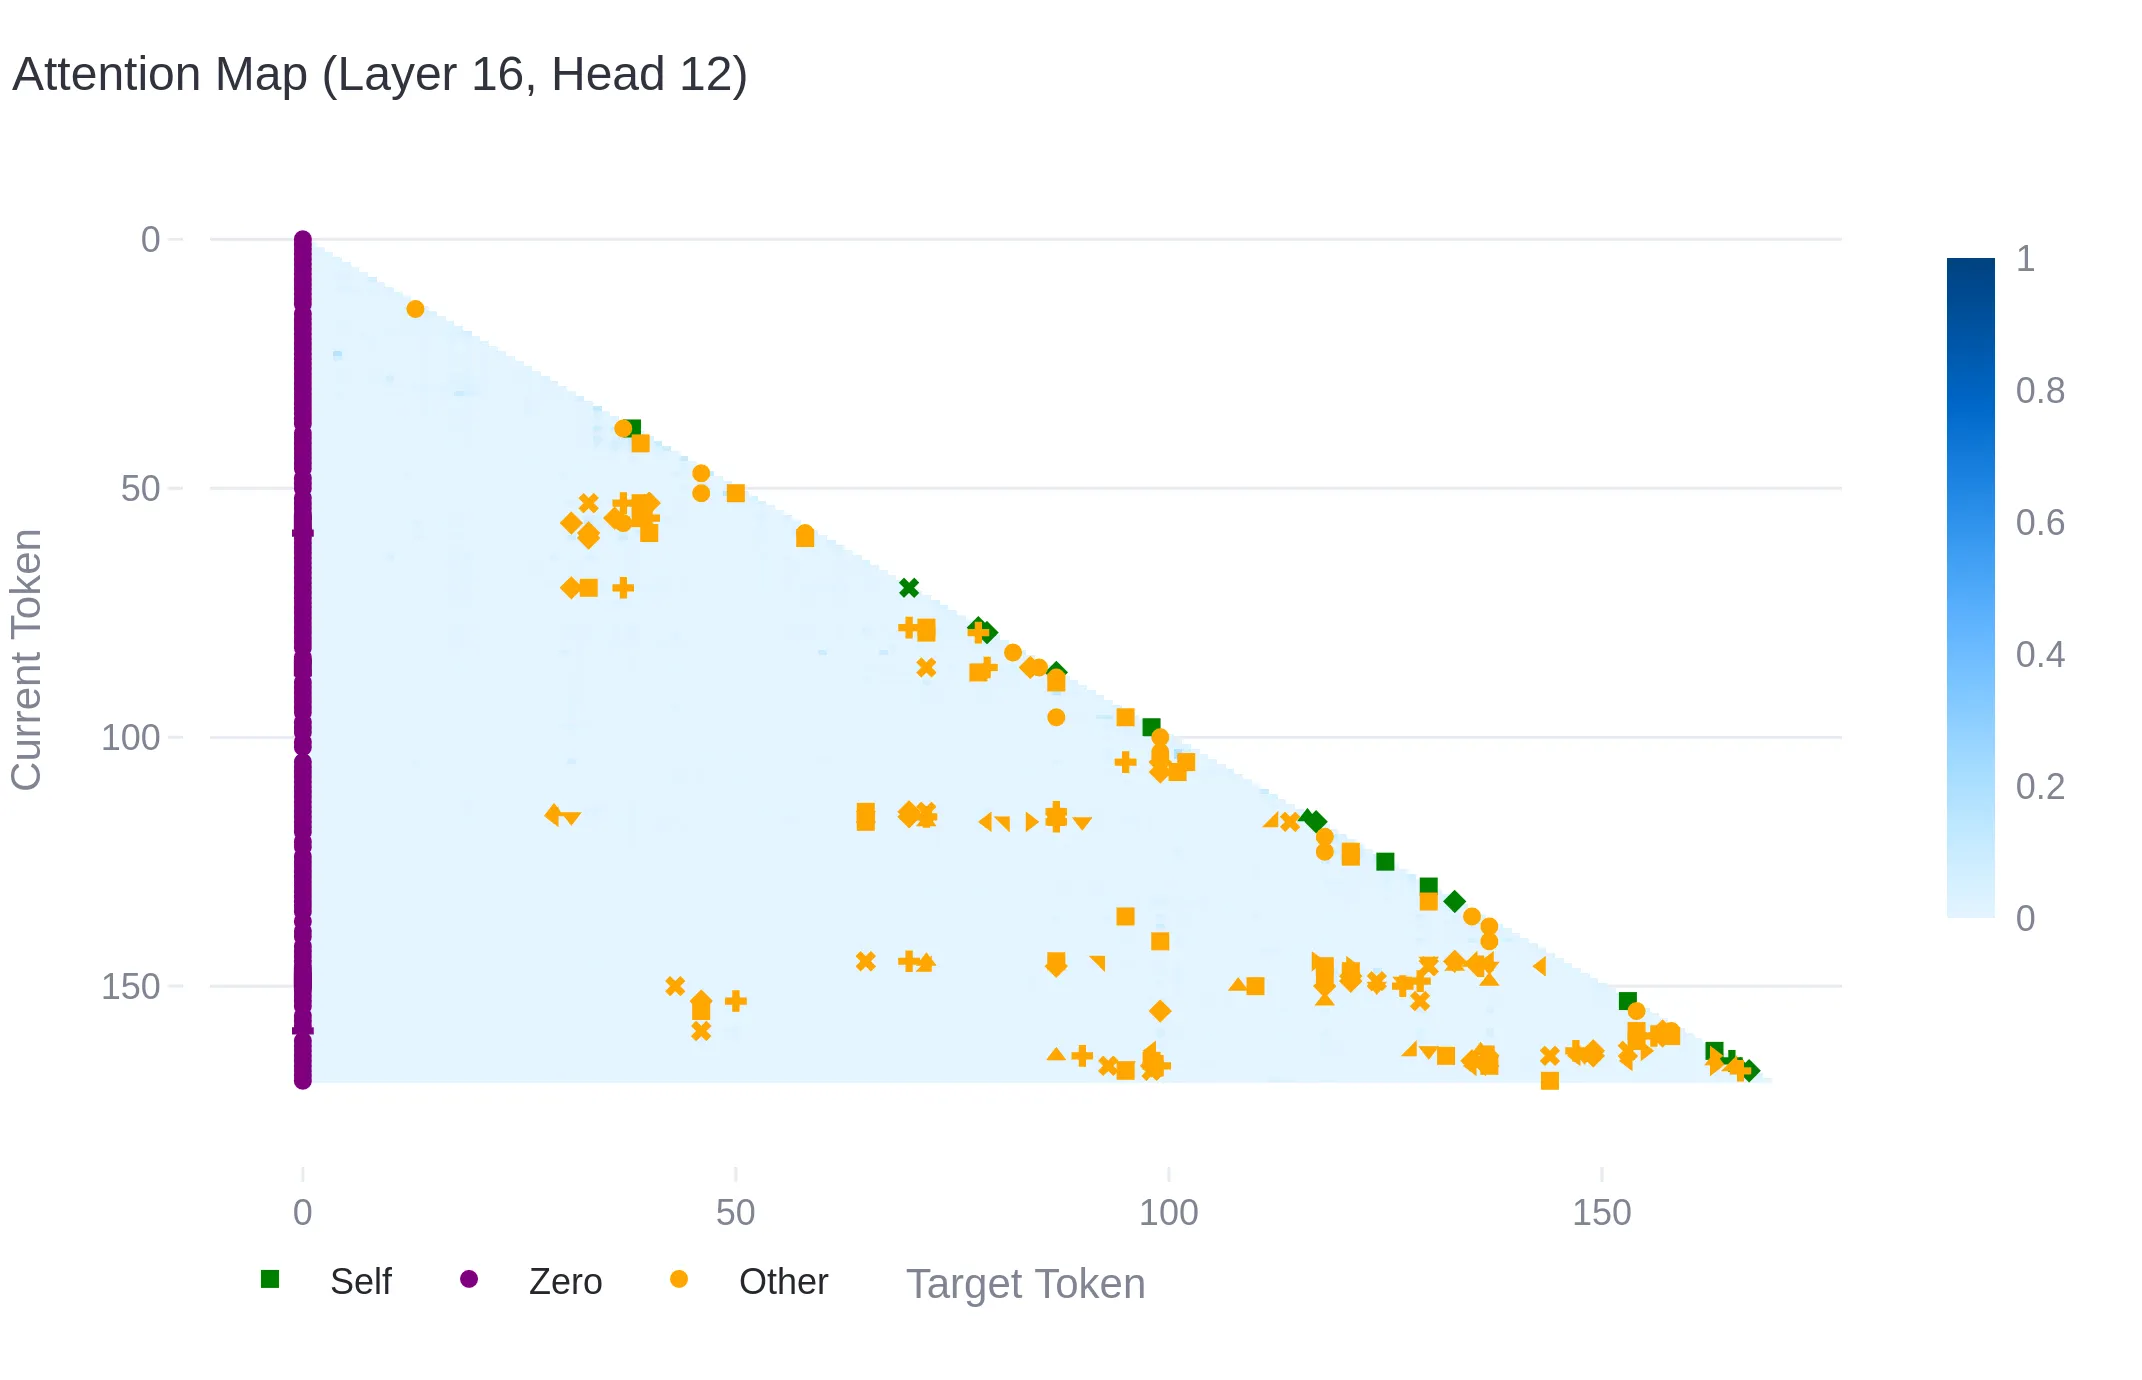 Attention Map (Layer 16, Head 12)
0
50
100
150
Current Token
0
50
100
150
Target Token
1
0.8
0.6
0.4
0.2
0
Self
Zero
Other